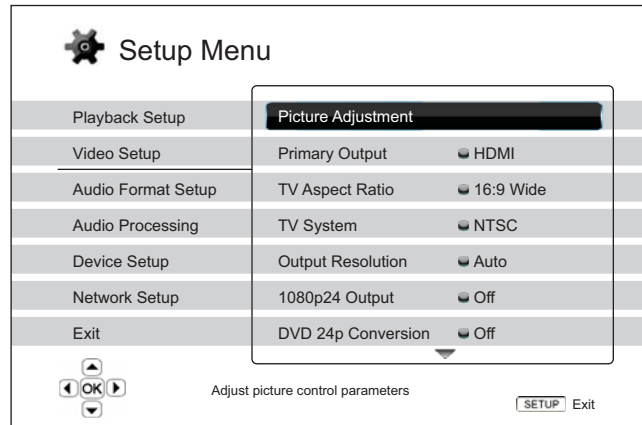 Setup Menu
Playback Setup
Video Setup
Audio Format Setup
Audio Processing
Device Setup
Network Setup
Exit
Picture Adjustment
Primary Output HDMI
TV Aspect Ratio 16:9 Wide
TV System NTSC
Output Resolution Auto
1080p24 Output Off
DVD 24p Conversion Off
OK
Adjust picture control parameters
SETUP Exit